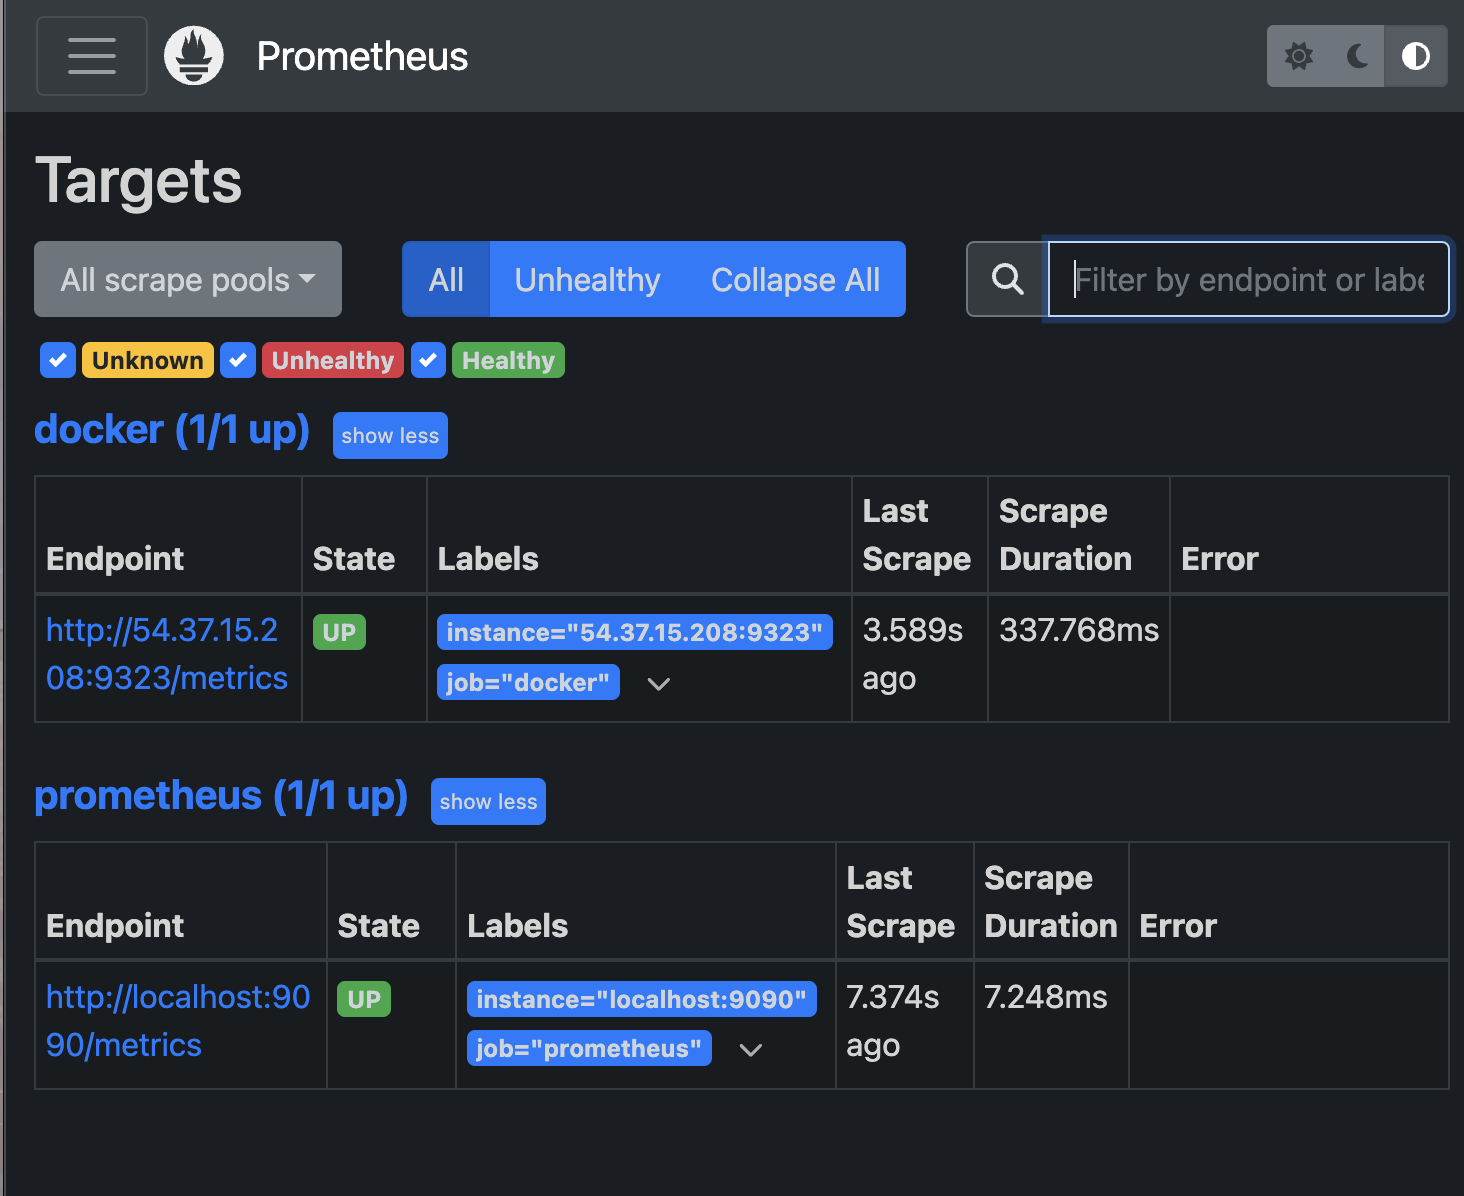 Prometheus
Targets
All scrape pools
All Unhealthy Collapse All
Filter by endpoint or labe
Unknown Unhealthy Healthy
docker (1/1 up) show less
Endpoint State Labels Last Scrape Scrape Duration Error
http://54.37.15.2
08:9323/metrics
UP
instance="54.37.15.208:9323"
job="docker"
3.589s
ago
337.768ms
prometheus (1/1 up) show less
Endpoint State Labels Last Scrape Scrape Duration Error
http://localhost:90
90/metrics
UP
instance="localhost:9090"
job="prometheus"
7.374s
ago
7.248ms